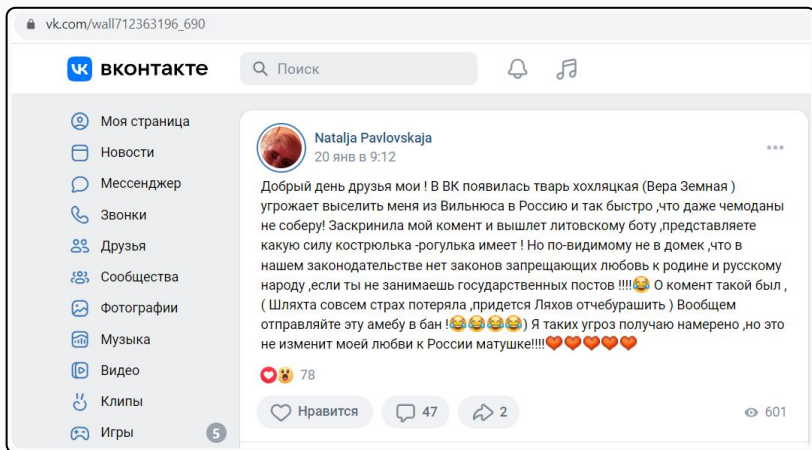 vk.com/wall712363196_690
вконтакте
Поиск
Моя страница
Новости
Мессенджер
Звонки
Друзья
Сообщества
Фотографии
Музыка
Видео
Клипы
Игры
5
Natalja Pavlovskaja
20 янв в 9:12
Добрый день друзья мои ! В ВК появилась тварь хохляцкая (Вера Земная )
угрожает выселить меня из Вильнюса в Россию и так быстро ,что даже чемоданы
не соберу! Заскринила мой комент и вышлет литовскому боту ,представляете
какую силу кострюлька -рогулька имеет ! Но по-видимому не в домек ,что в
нашем законодательстве нет законов запрещающих любовь к родине и русскому
народу ,если ты не занимаешь государственных постов !!!!😂 О комент такой был ,
( Шляхта совсем страх потеряла ,придется Ляхов отчебурашить ) Вообщем
отправляйте эту амебу в бан !😂😂😂😂) Я таких угроз получаю намерено ,но это
не изменит моей любви к России матушке!!!!❤️❤️❤️❤️❤️
78
Нравится
47
2
601